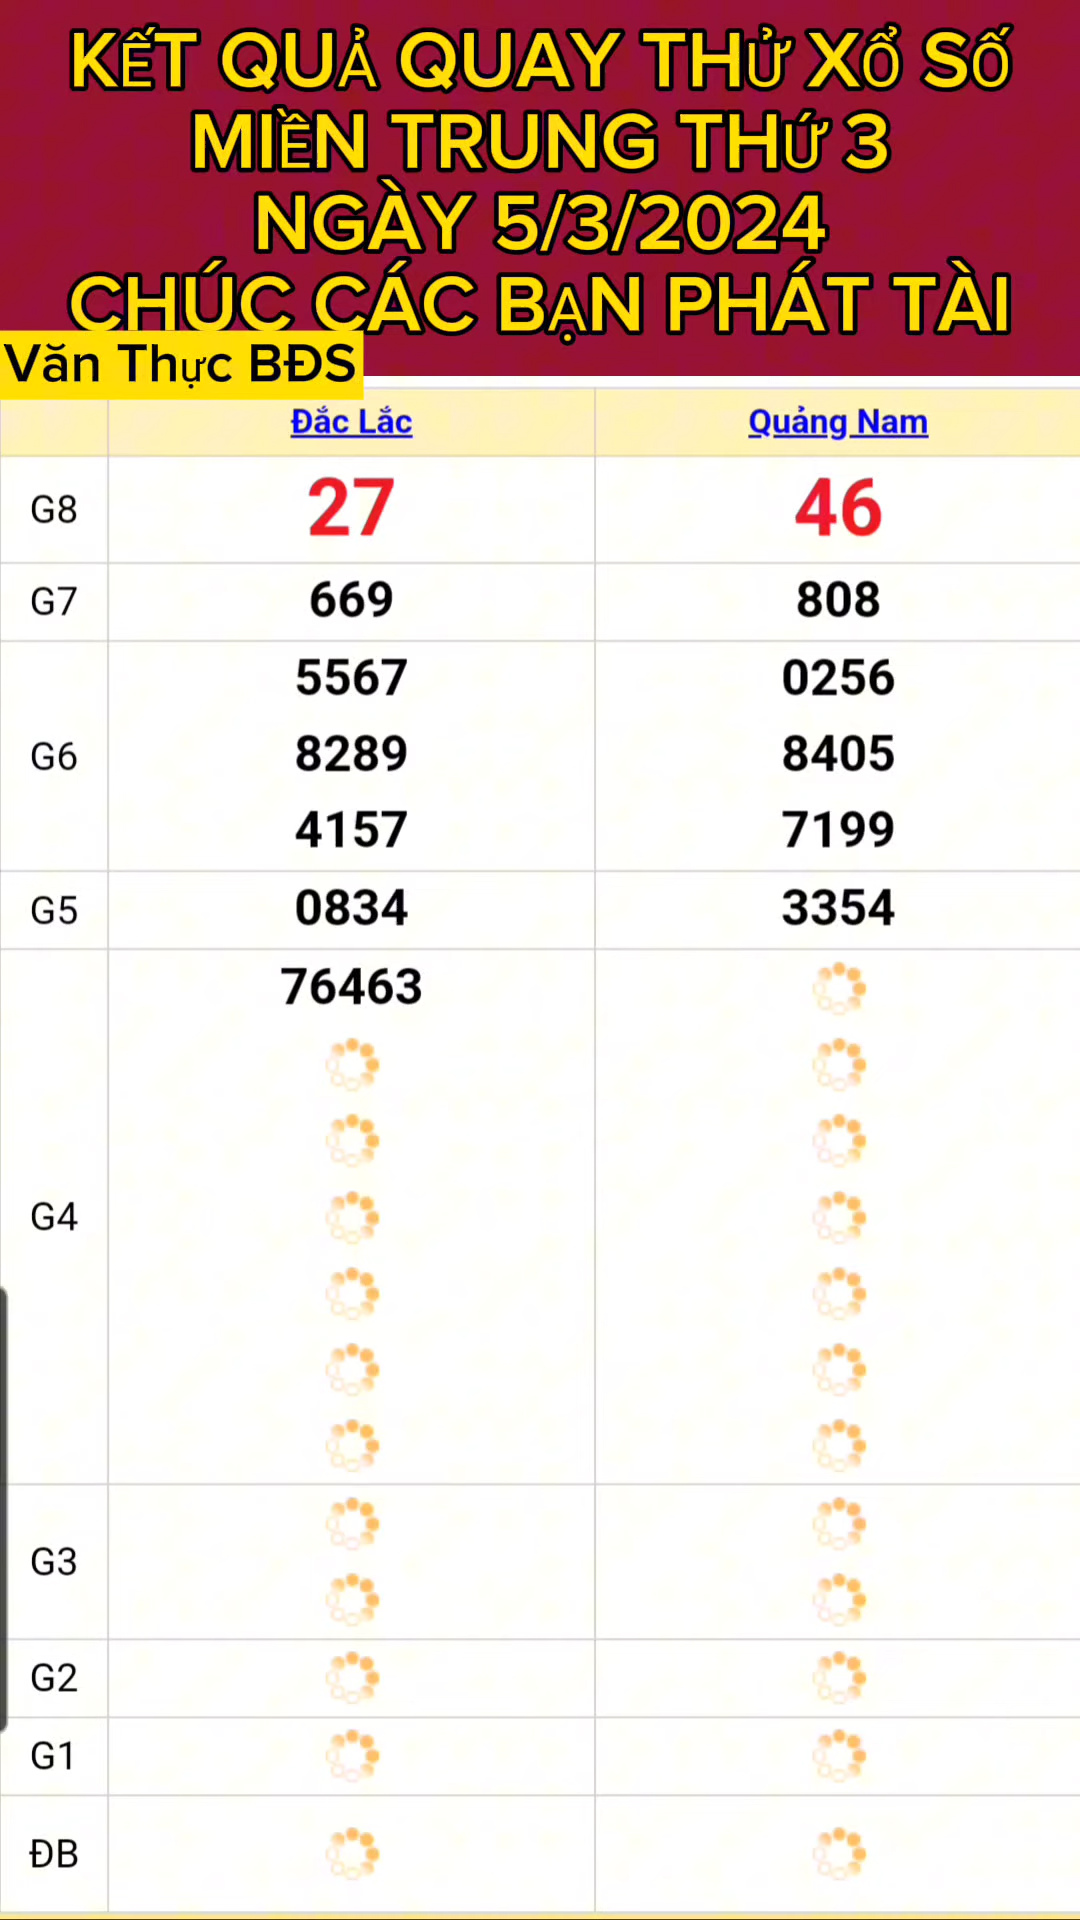 KẾT QUẢ QUAY THỬ XỔ SỐ
MIỀN TRUNG THỨ 3
NGÀY 5/3/2024
CHÚC CÁC BẠN PHÁT TÀI
Văn Thực BĐS
Đắc Lắc Quảng Nam
G8 27 46
G7 669 808
5567 0256
G6 8289 8405
4157 7199
G5 0834 3354
76463
G4
G3
G2
G1
ĐB